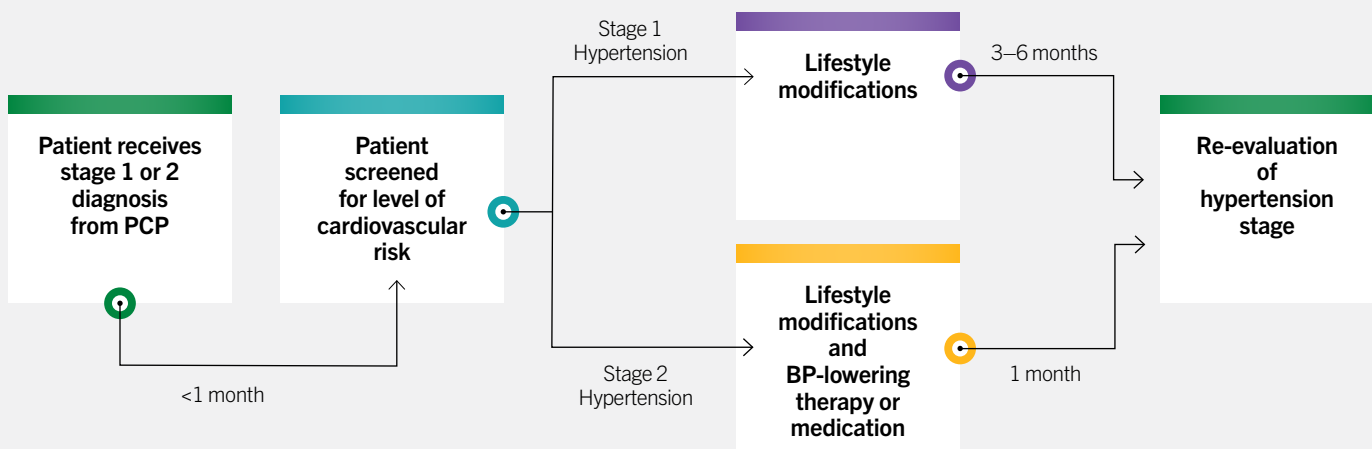 Patient receives
stage 1 or 2
diagnosis
from PCP
<1 month
Patient
screened
for level of
cardiovascular
risk
Stage 1
Hypertension
Lifestyle
modifications
3–6 months
Stage 2
Hypertension
Lifestyle
modifications
and
BP-lowering
therapy or
medication
1 month
Re-evaluation
of
hypertension
stage